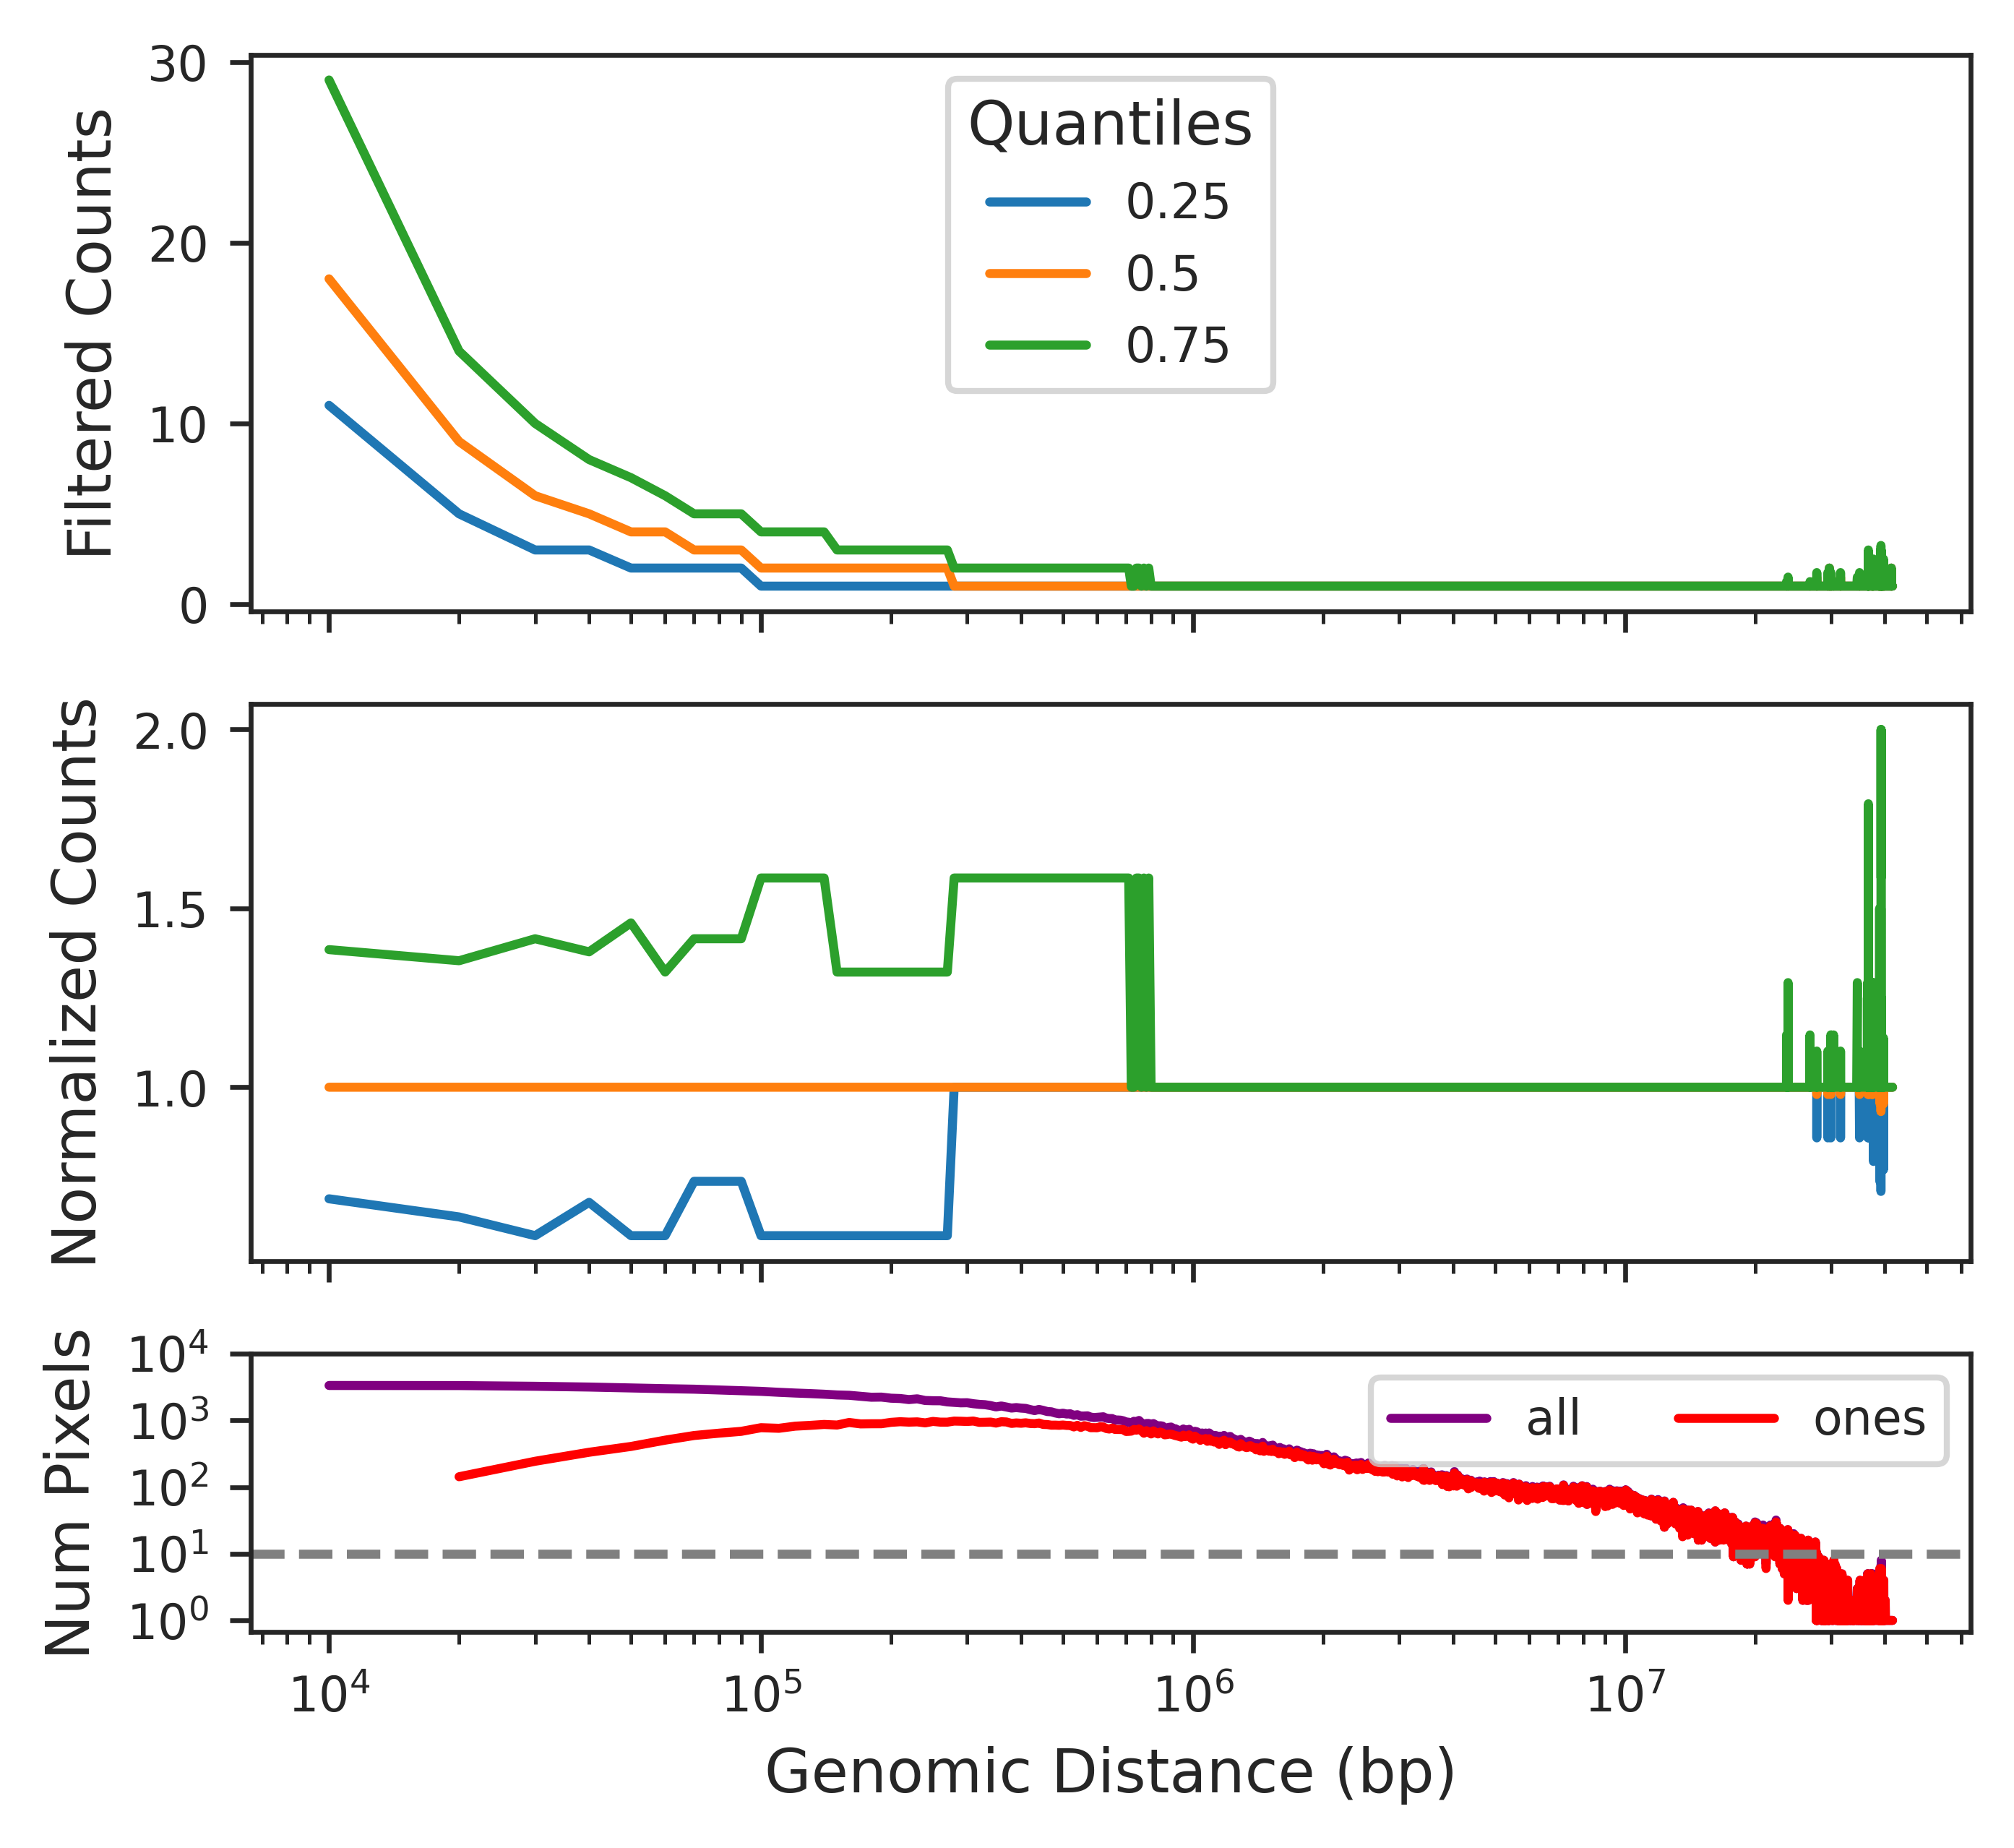 Filtered Counts
30
20
10
0
Quantiles
0.25
0.5
0.75
Normalized Counts
2.0
1.5
1.0
Num Pixels
10⁴
10³
10²
10¹
10⁰
all ones
10⁴ 10⁵ 10⁶ 10⁷
Genomic Distance (bp)